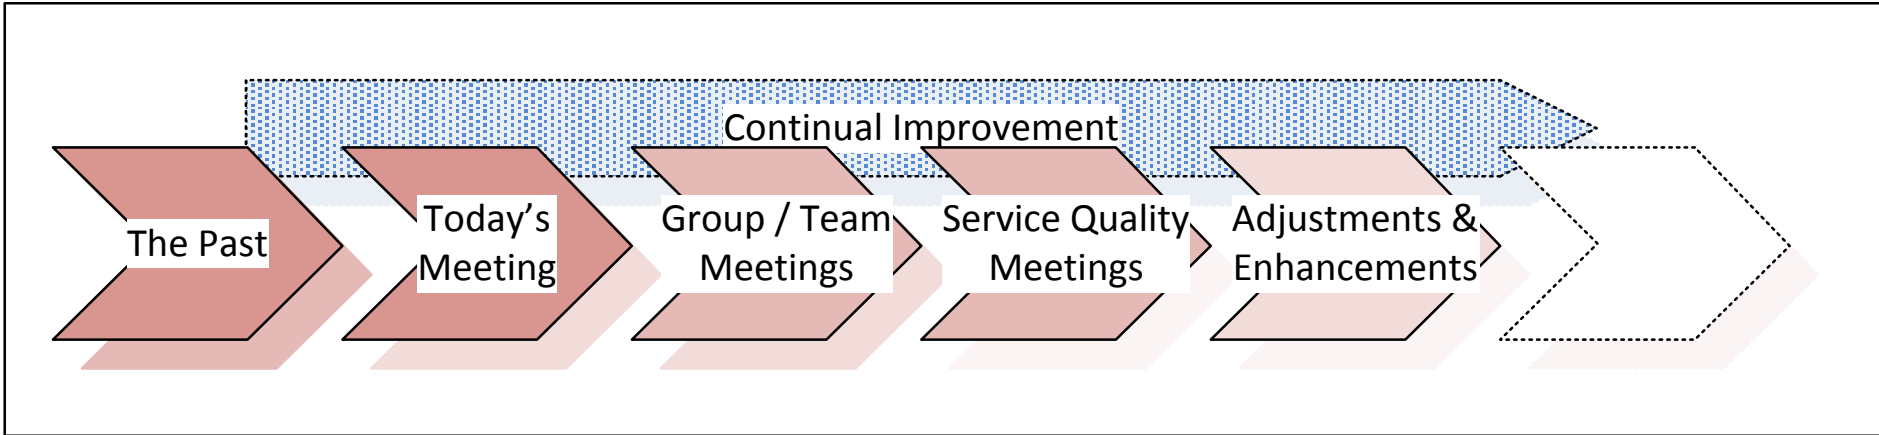 Continual Improvement
The Past
Today’s
Meeting
Group / Team
Meetings
Service Quality
Meetings
Adjustments &
Enhancements